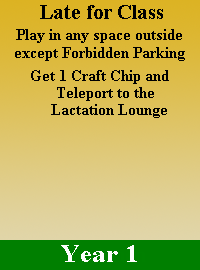 Late for Class
Play in any space outside
except Forbidden Parking
Get 1 Craft Chip and
Teleport to the
Lactation Lounge
Year 1